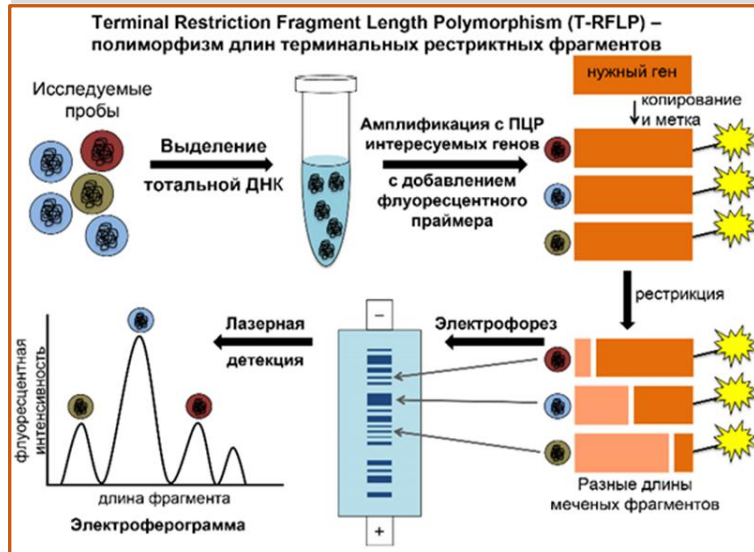 Terminal Restriction Fragment Length Polymorphism (T-RFLP) –
полиморфизм длин терминальных рестриктных фрагментов
Исследуемые
пробы
Выделение
тотальной ДНК
Амплификация с ПЦР
интересуемых генов
с добавлением
флуоресцентного
праймера
нужный ген
копирование
и метка
рестрикция
Разные длины
меченых фрагментов
Электрофорез
–
+
Лазерная
детекция
флуоресцентная
интенсивность
длина фрагмента
Электроферограмма